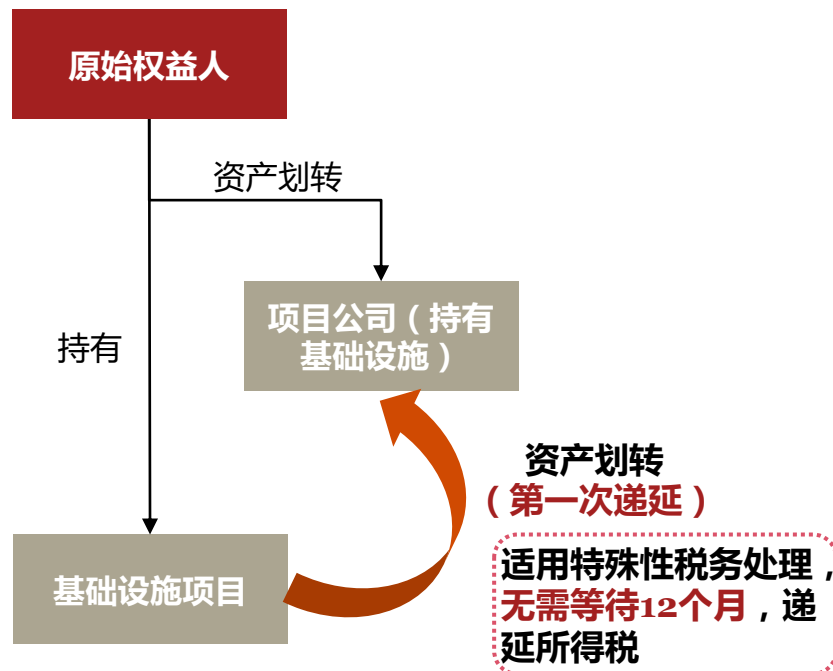 原始权益人
资产划转
项目公司（持有
基础设施）
持有
资产划转
（第一次递延）
适用特殊性税务处理，
无需等待12个月，递
延所得税
基础设施项目